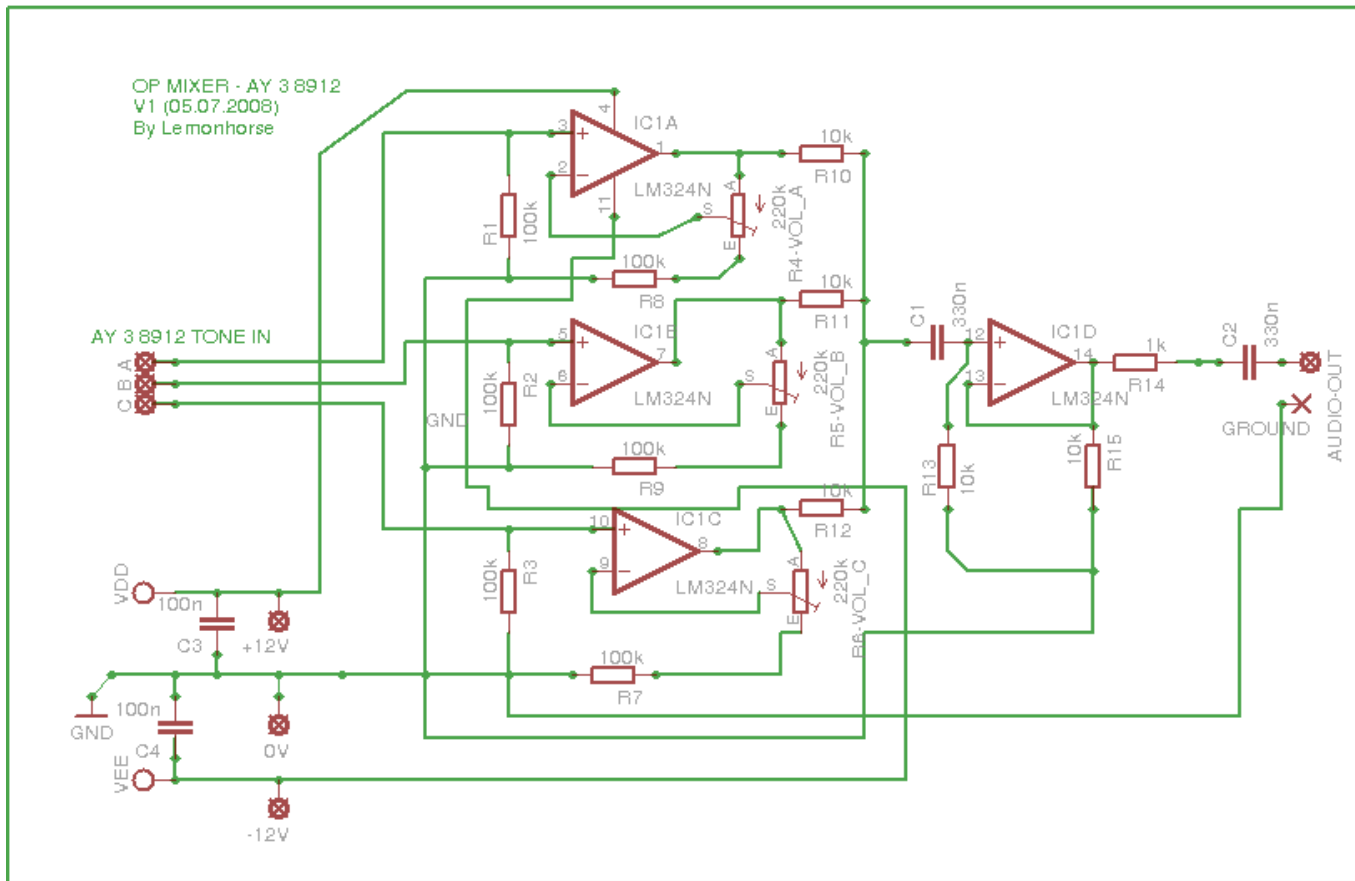 OP MIXER - AY 3 8912
V1 (05.07.2008)
By Lemonhorse
4
IC1A
3
+
1
2
−
11
LM324N
10k
R10
R1
100k
A
S
E
220k
R4-VOL_A
100k
R8
10k
R11
AY 3 8912 TONE IN
A
B
C
IC1B
5
+
7
6
−
LM324N
R2
100k
GND
A
S
E
220k
R5-VOL_B
100k
R9
C1
330n
IC1D
12
+
14
13
−
LM324N
1k
R14
C2
330n
GROUND
AUDIO-OUT
R13
10k
10k
R15
10k
R12
IC1C
10
+
8
9
−
LM324N
R3
100k
A
S
E
220k
R6-VOL_C
100k
R7
VDD
100n
C3
+12V
GND
100n
C4
0V
VEE
-12V